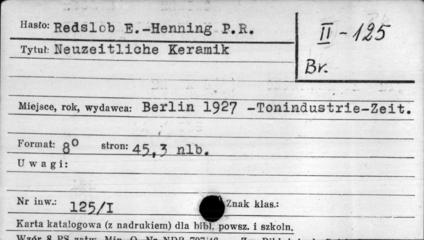 Hasło: Redslob E.-Henning P.R.
II-125
Tytuł: Neuzeitliche Keramik
Br.
Miejsce, rok, wydawca: Berlin 1927 -Tonindustrie-Zeit.
Format: 8º stron: 45,3 nlb.
Uwagi:
Nr inw.: 125/I Znak klas.:
Karta katalogowa (z nadrukiem) dla bibl. powsz. i szkoln.